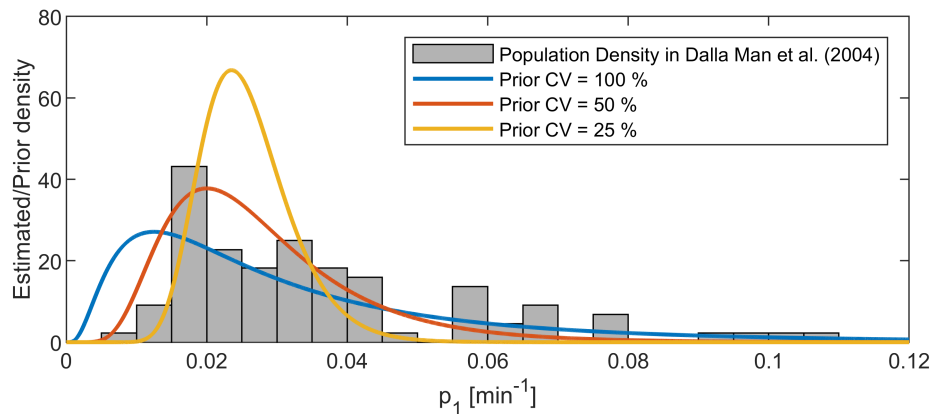 80
60
40
20
0
Estimated/Prior density
Population Density in Dalla Man et al. (2004)
Prior CV = 100 %
Prior CV = 50 %
Prior CV = 25 %
0 0.02 0.04 0.06 0.08 0.1 0.12
p₁ [min⁻¹]